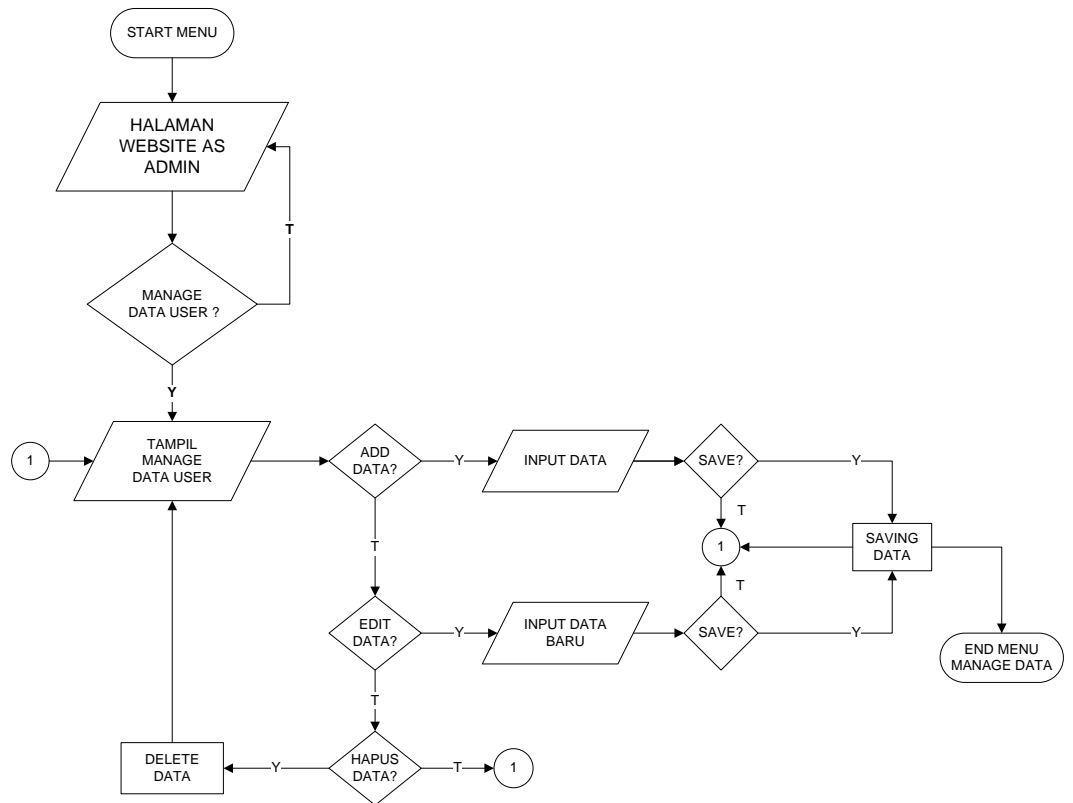 START MENU
HALAMAN
WEBSITE AS
ADMIN
T
MANAGE
DATA USER ?
Y
1
TAMPIL
MANAGE
DATA USER
ADD
DATA?
Y
INPUT DATA
SAVE?
Y
T
T
1
SAVING
DATA
T
EDIT
DATA?
Y
INPUT DATA
BARU
SAVE?
Y
END MENU
MANAGE DATA
T
DELETE
DATA
Y
HAPUS
DATA?
T
1